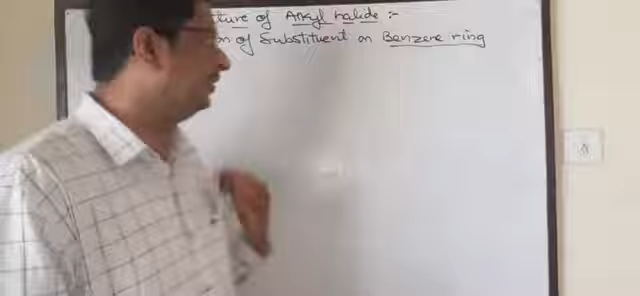 ture of Arkyl halide :-
n of Substituent on Benzene ring